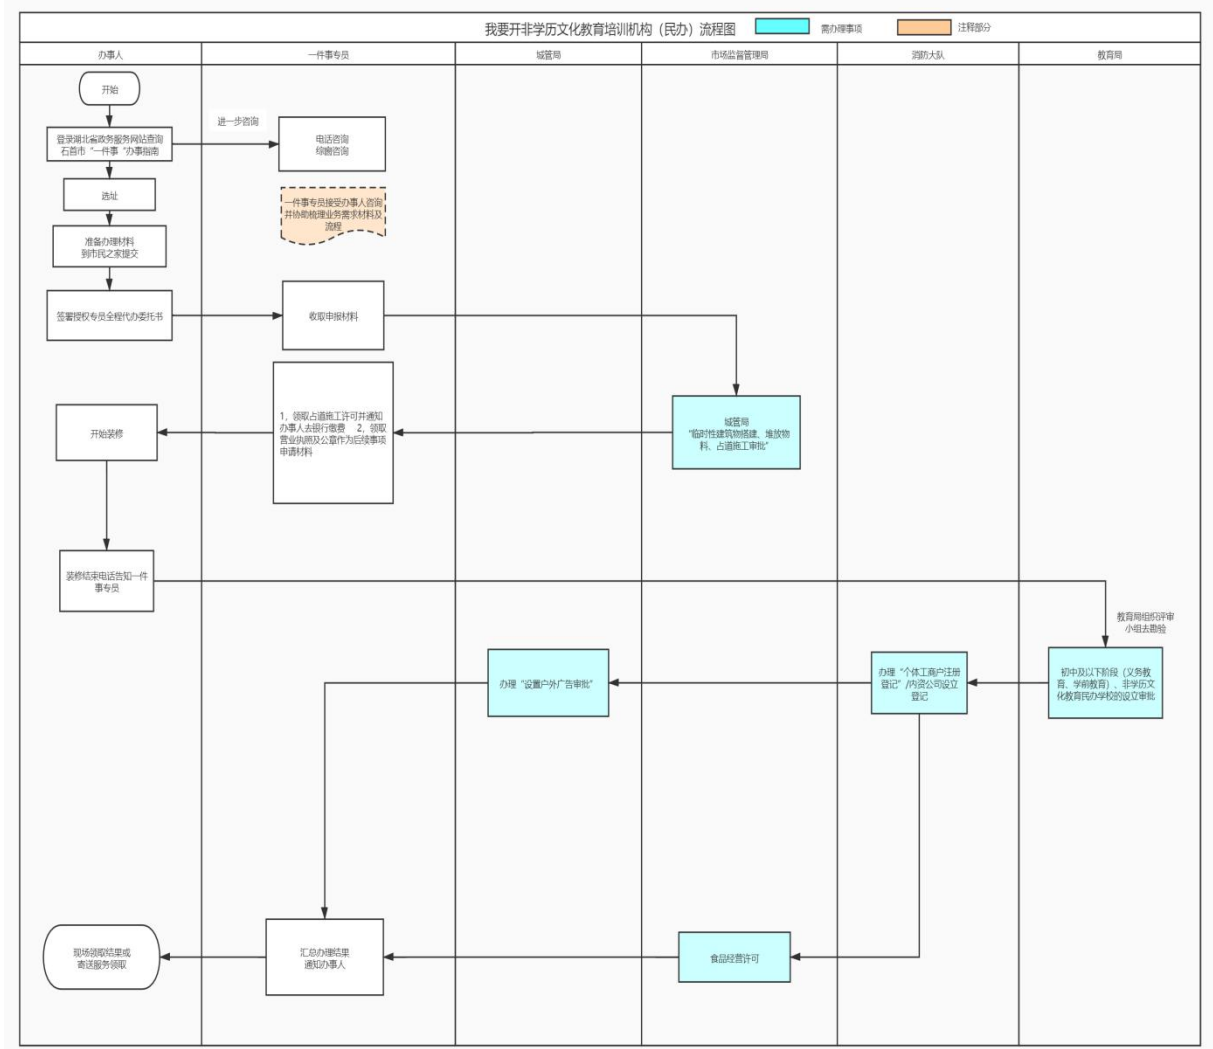 我要开非学历文化教育培训机构（民办）流程图
需办理事项
注释部分
办事人
一件事专员
城管局
市场监督管理局
消防大队
教育局
开始
进一步咨询
登录湖北省政务服务网站查询
石首市“一件事“办事指南
电话咨询
综窗咨询
选址
一件事专员接受办事人咨询
并协助梳理业务需求材料及
流程
准备办理材料
到市民之家提交
签署授权专员全程代办委托书
收取申报材料
开始装修
1、领取占道施工许可并通知
办事人去银行缴费 2、领取
营业执照及公章作为后续事项
申请材料
城管局
“临时性建筑物搭建、堆放物
料、占道施工审批”
装修结束电话告知一件
事专员
教育局组织评审
小组去勘验
办理“设置户外广告审批”
办理“个体工商户注册
登记”/内资公司设立
登记
初中及以下阶段（义务教
育、学前教育）、非学历文
化教育民办学校的设立审批
现场领取结果或
寄送服务领取
汇总办理结果
通知办事人
食品经营许可